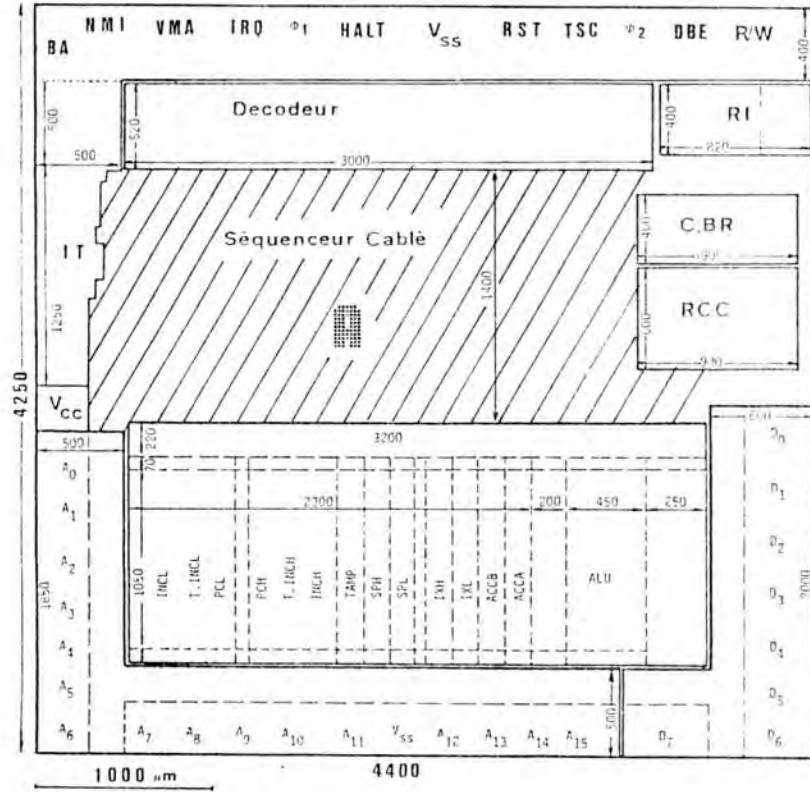 BA NMI VMA IRQ Φ1 HALT VSS RST TSC Φ2 DBE R/W
400
500
520
Decodeur
400
RI
820
500
3000
IT
1250
Séquenceur Cablé
1400
400
C.BR
RCC
4250
VCC
500
220
3200
70
A0
A1
A2
A3
A4
A5
A6
1850
1050
2300
200
450
250
INCL
T.INCL
PCL
PCH
T.INCH
INCH
TAMP
SPH
SPL
IXH
IXL
ACCB
ACCA
ALU
D0
D1
D2
D3
D4
D5
D6
2000
500
A7 A8 A9 A10 A11 VSS A12 A13 A14 A15 D7
1000 µm
4400